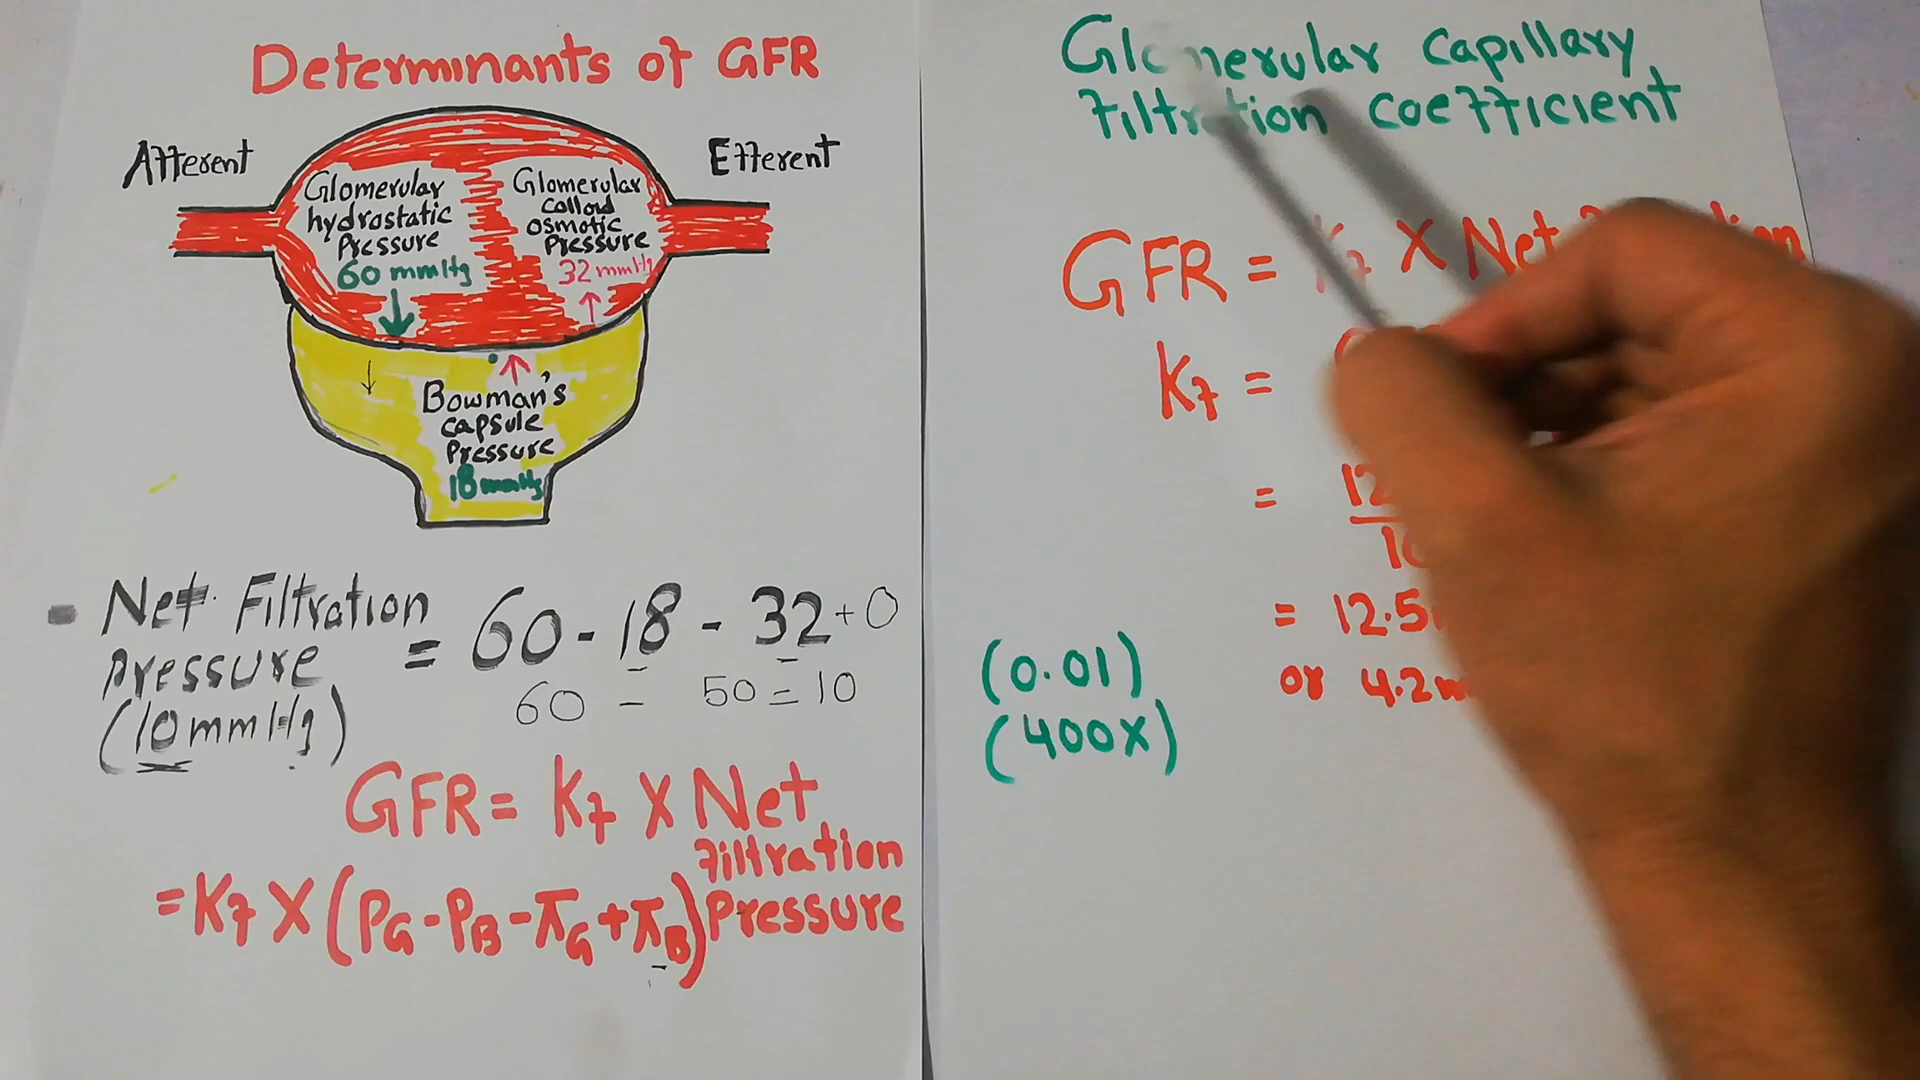 Determinants of GFR
Afferent
Efferent
Glomerular
hydrostatic
Pressure
60 mmHg
Glomerular
colloid
osmotic
pressure
32 mmHg
Bowman's
capsule
Pressure
18 mmHg
- Net Filtration
Pressure
(10 mmHg)
= 60 - 18 - 32 + 0
60 - 50 = 10
GFR = Kf X Net
filtration
Pressure
= Kf X (PG - PB - πG + πB)
Glomerular Capillary
filtration coefficient
GFR = Kf X Net
Kf =
=
= 12.5
or 4.2
(0.01)
(400X)